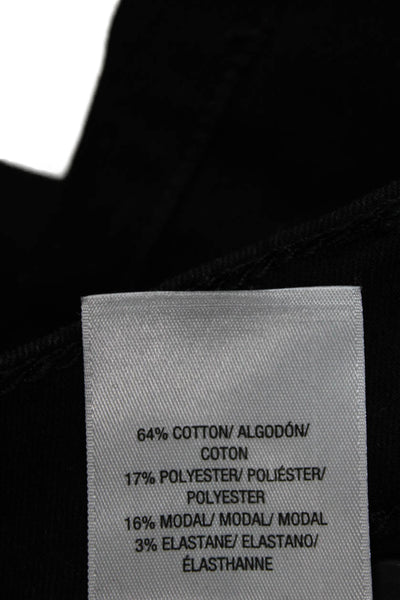 64% COTTON/ ALGODÓN/
COTON
17% POLYESTER/ POLIÉSTER/
POLYESTER
16% MODAL/ MODAL/ MODAL
3% ELASTANE/ ELASTANO/
ÉLASTHANNE